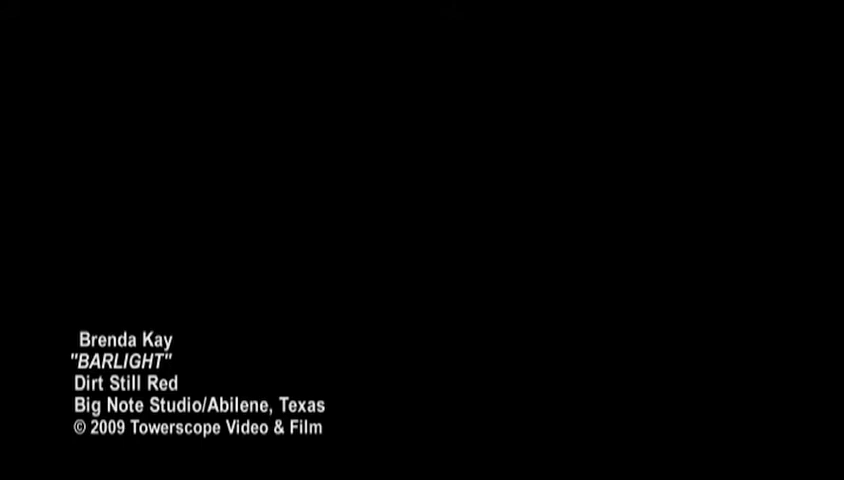 Brenda Kay
"BARLIGHT"
Dirt Still Red
Big Note Studio/Abilene, Texas
© 2009 Towerscope Video & Film